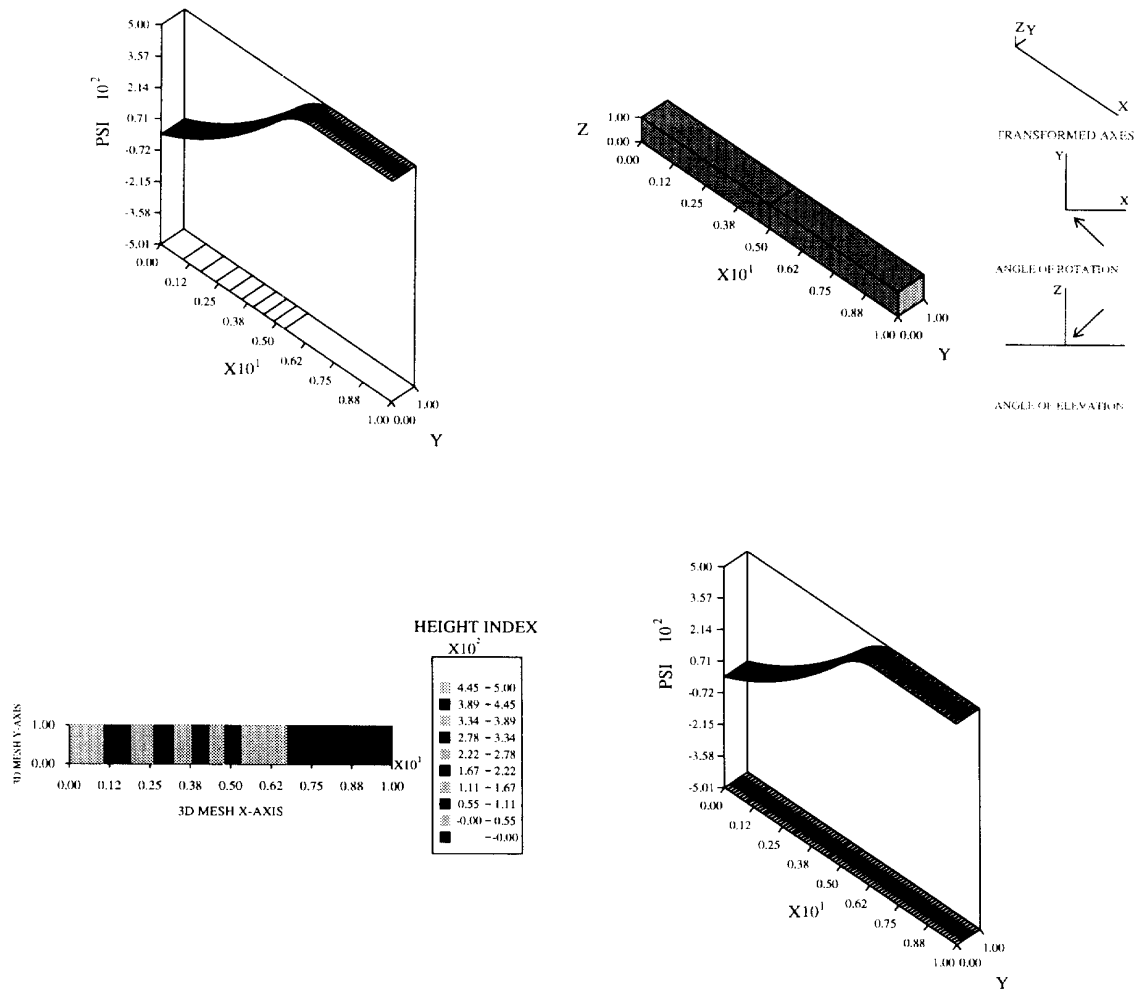 5.00
3.57
2.14
0.71
-0.72
-2.15
-3.58
-5.01
PSI 10²
0.00
0.12
0.25
0.38
0.50
0.62
0.75
0.88
1.00 0.00
1.00
X10¹
Y
Z
1.00
0.00
0.00
0.12
0.25
0.38
0.50
0.62
0.75
0.88
1.00 0.00
1.00
X10¹
Y
Z Y
X
TRANSFORMED AXES
Y
X
ANGLE OF ROTATION
Z
ANGLE OF ELEVATION
3D MESH Y-AXIS
1.00
0.00
0.00 0.12 0.25 0.38 0.50 0.62 0.75 0.88 1.00
X10¹
3D MESH X-AXIS
HEIGHT INDEX
X10²
4.45 - 5.00
3.89 - 4.45
3.34 - 3.89
2.78 - 3.34
2.22 - 2.78
1.67 - 2.22
1.11 - 1.67
0.55 - 1.11
-0.00 - 0.55
-0.00
5.00
3.57
2.14
0.71
-0.72
-2.15
-3.58
-5.01
PSI 10²
0.00
0.12
0.25
0.38
0.50
0.62
0.75
0.88
1.00 0.00
1.00
X10¹
Y